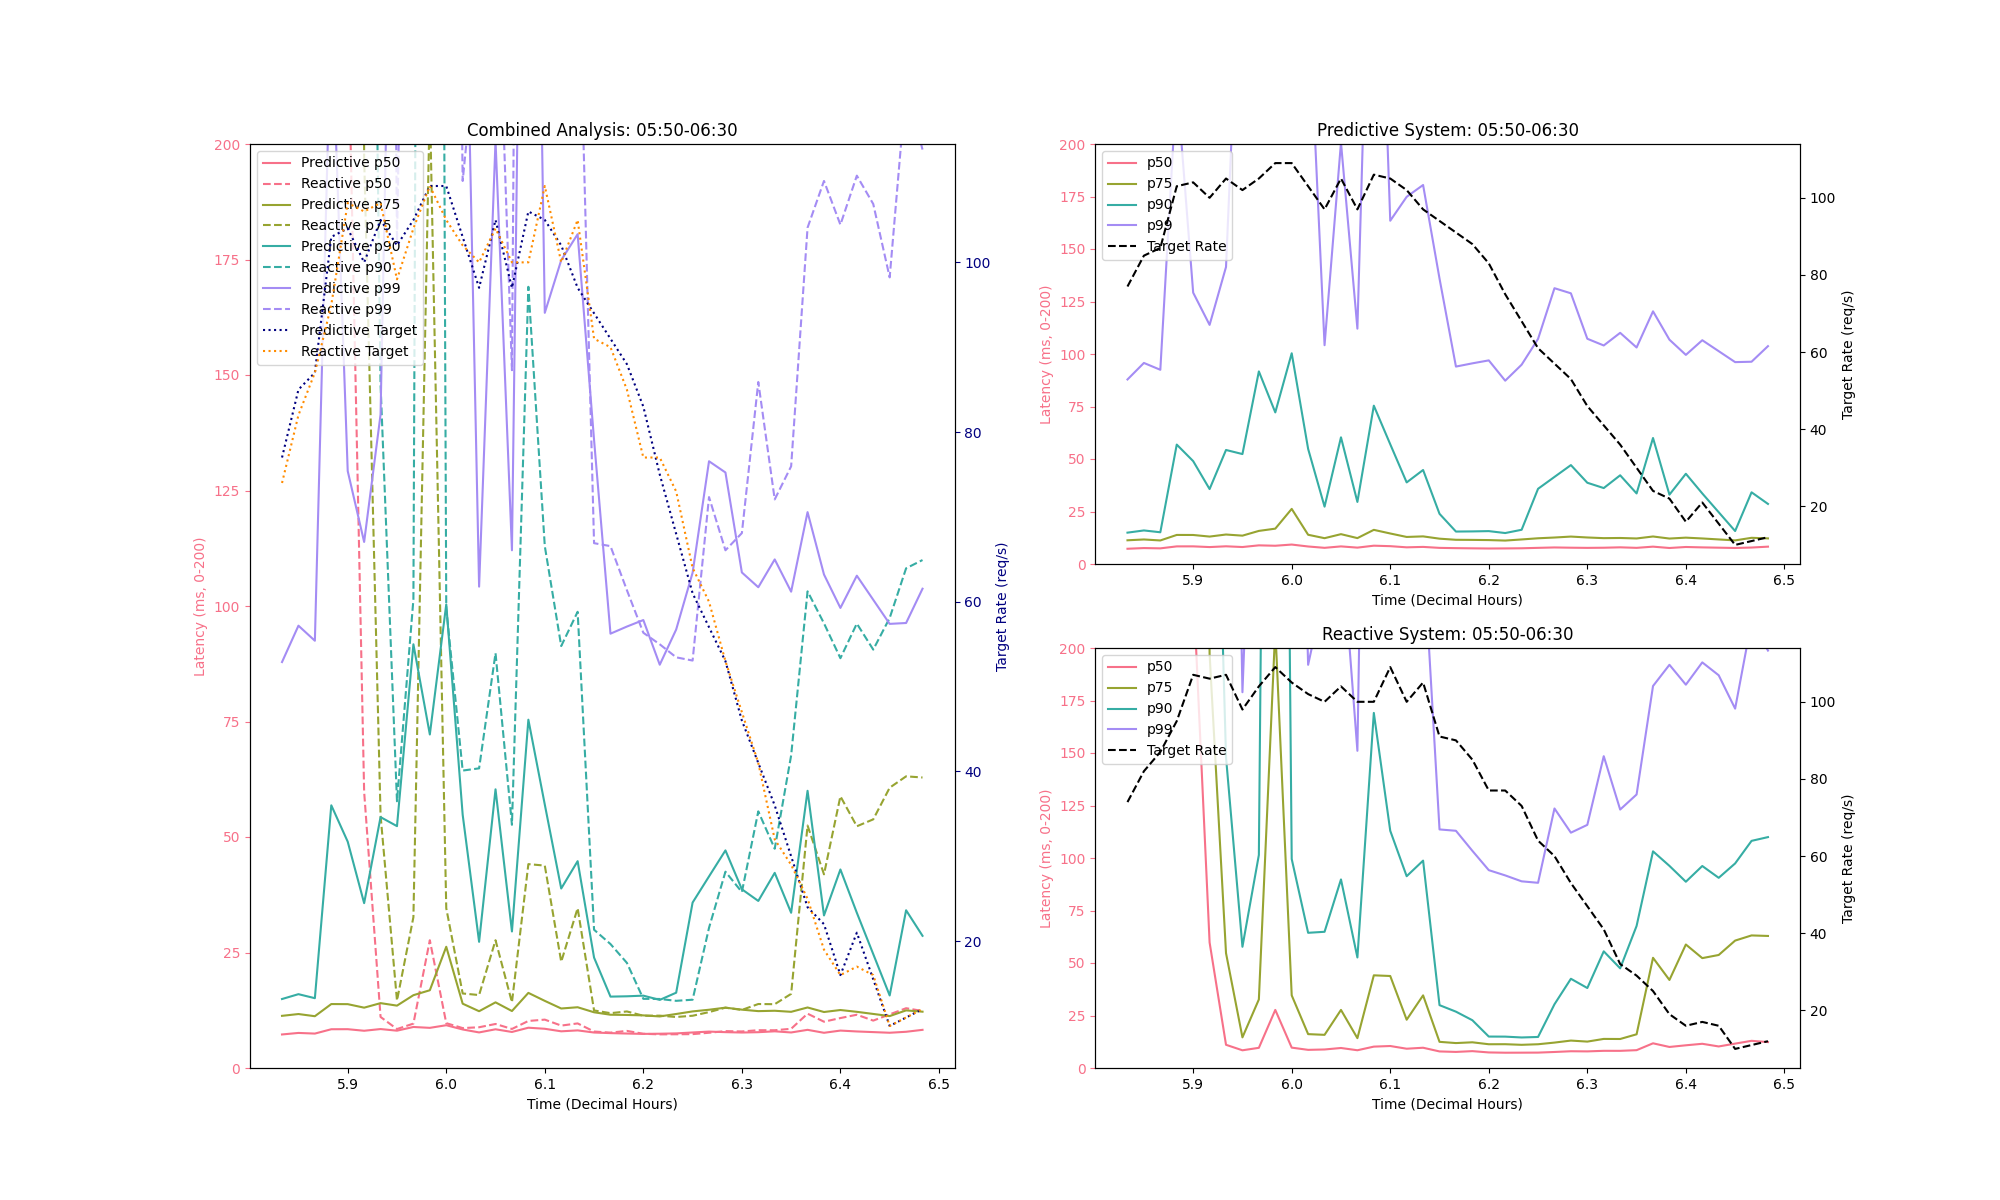 Combined Analysis: 05:50-06:30
200
175
150
125
100
75
50
25
0
Latency (ms, 0-200)
Predictive p50
Reactive p50
Predictive p75
Reactive p75
Predictive p90
Reactive p90
Predictive p99
Reactive p99
Predictive Target
Reactive Target
100
80
60
40
20
Target Rate (req/s)
5.9 6.0 6.1 6.2 6.3 6.4 6.5
Time (Decimal Hours)
Predictive System: 05:50-06:30
200
175
150
125
100
75
50
25
0
Latency (ms, 0-200)
p50
p75
p90
p99
Target Rate
100
80
60
40
20
Target Rate (req/s)
5.9 6.0 6.1 6.2 6.3 6.4 6.5
Time (Decimal Hours)
Reactive System: 05:50-06:30
200
175
150
125
100
75
50
25
0
Latency (ms, 0-200)
p50
p75
p90
p99
Target Rate
100
80
60
40
20
Target Rate (req/s)
5.9 6.0 6.1 6.2 6.3 6.4 6.5
Time (Decimal Hours)